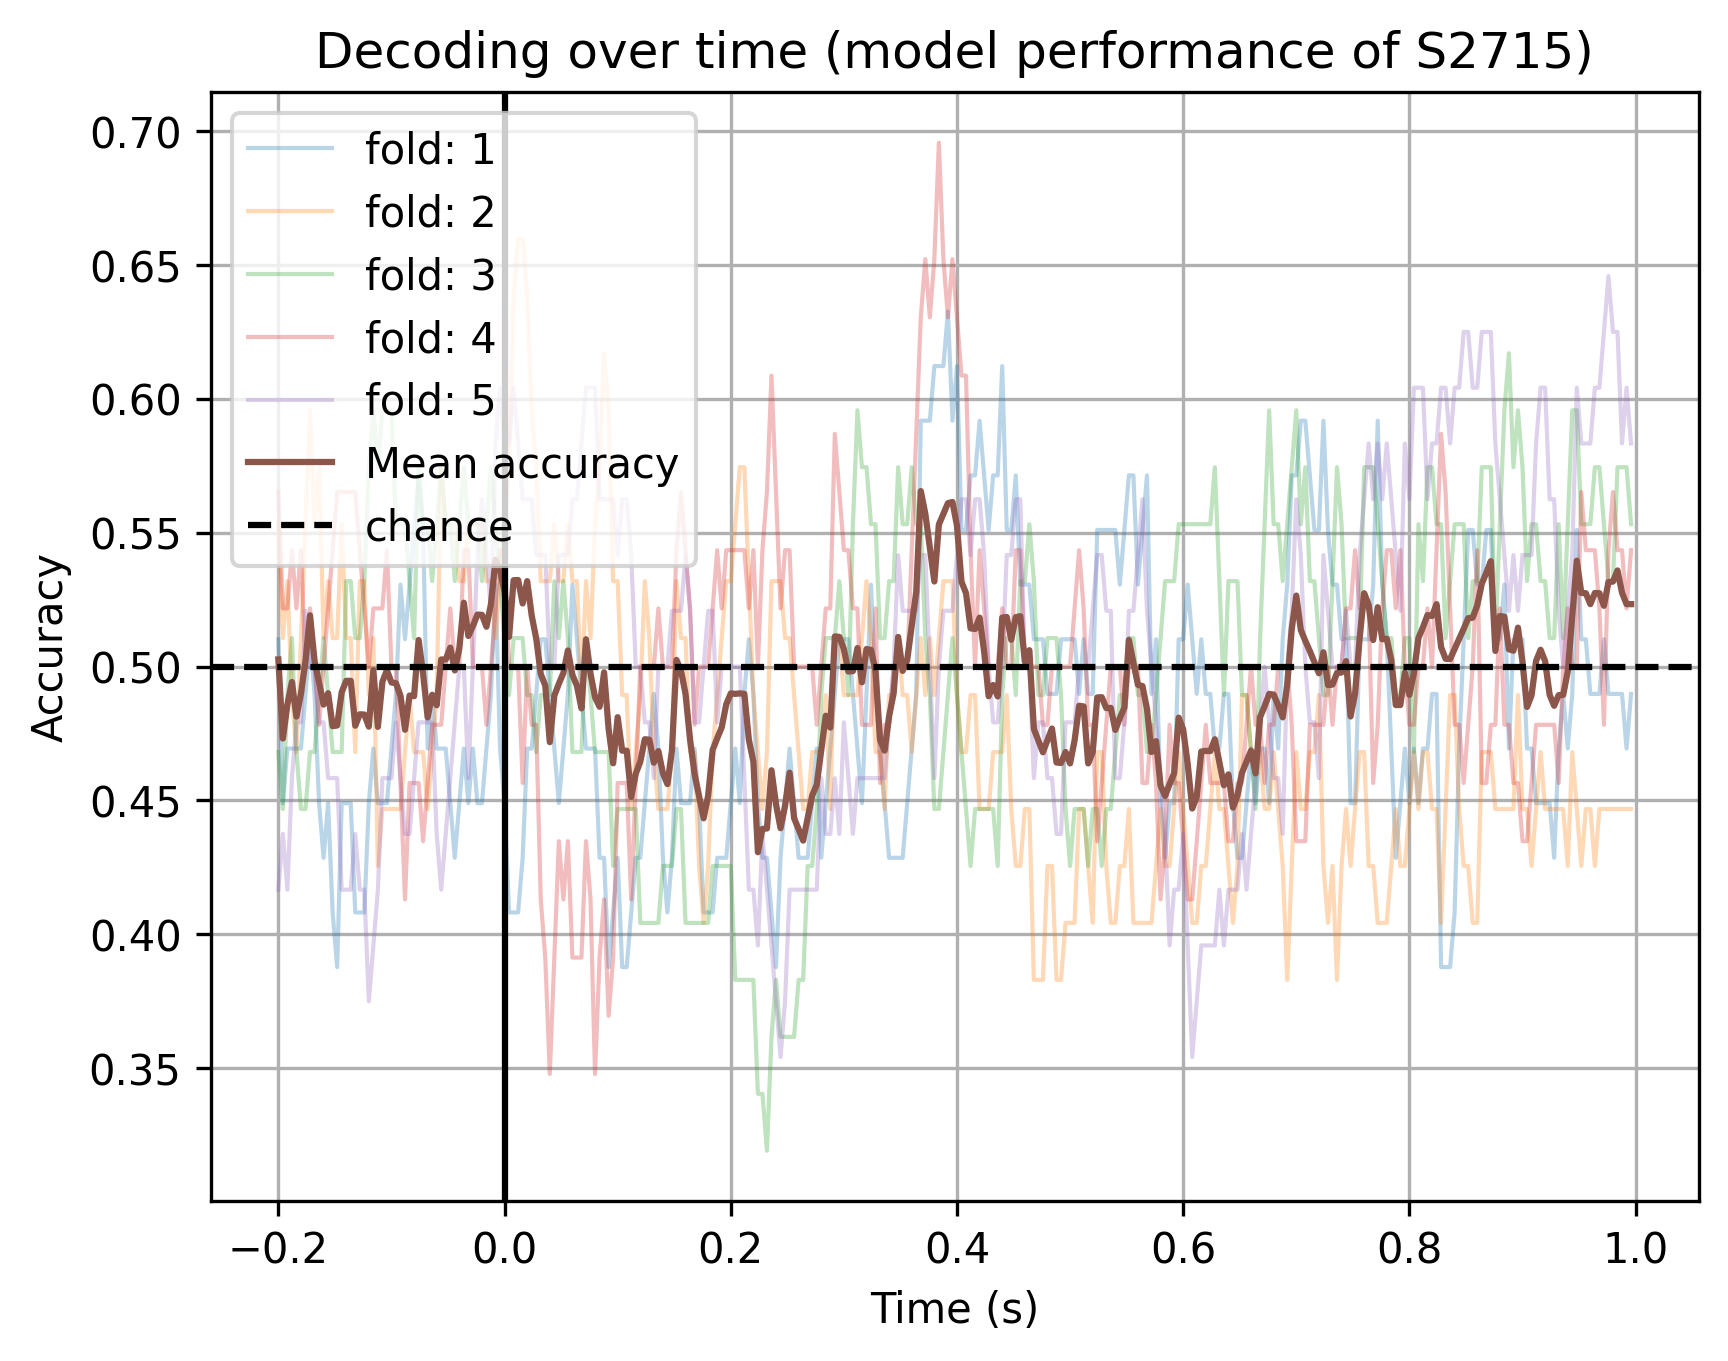 Decoding over time (model performance of S2715)
Accuracy
0.70
0.65
0.60
0.55
0.50
0.45
0.40
0.35
fold: 1
fold: 2
fold: 3
fold: 4
fold: 5
Mean accuracy
chance
−0.2 0.0 0.2 0.4 0.6 0.8 1.0
Time (s)